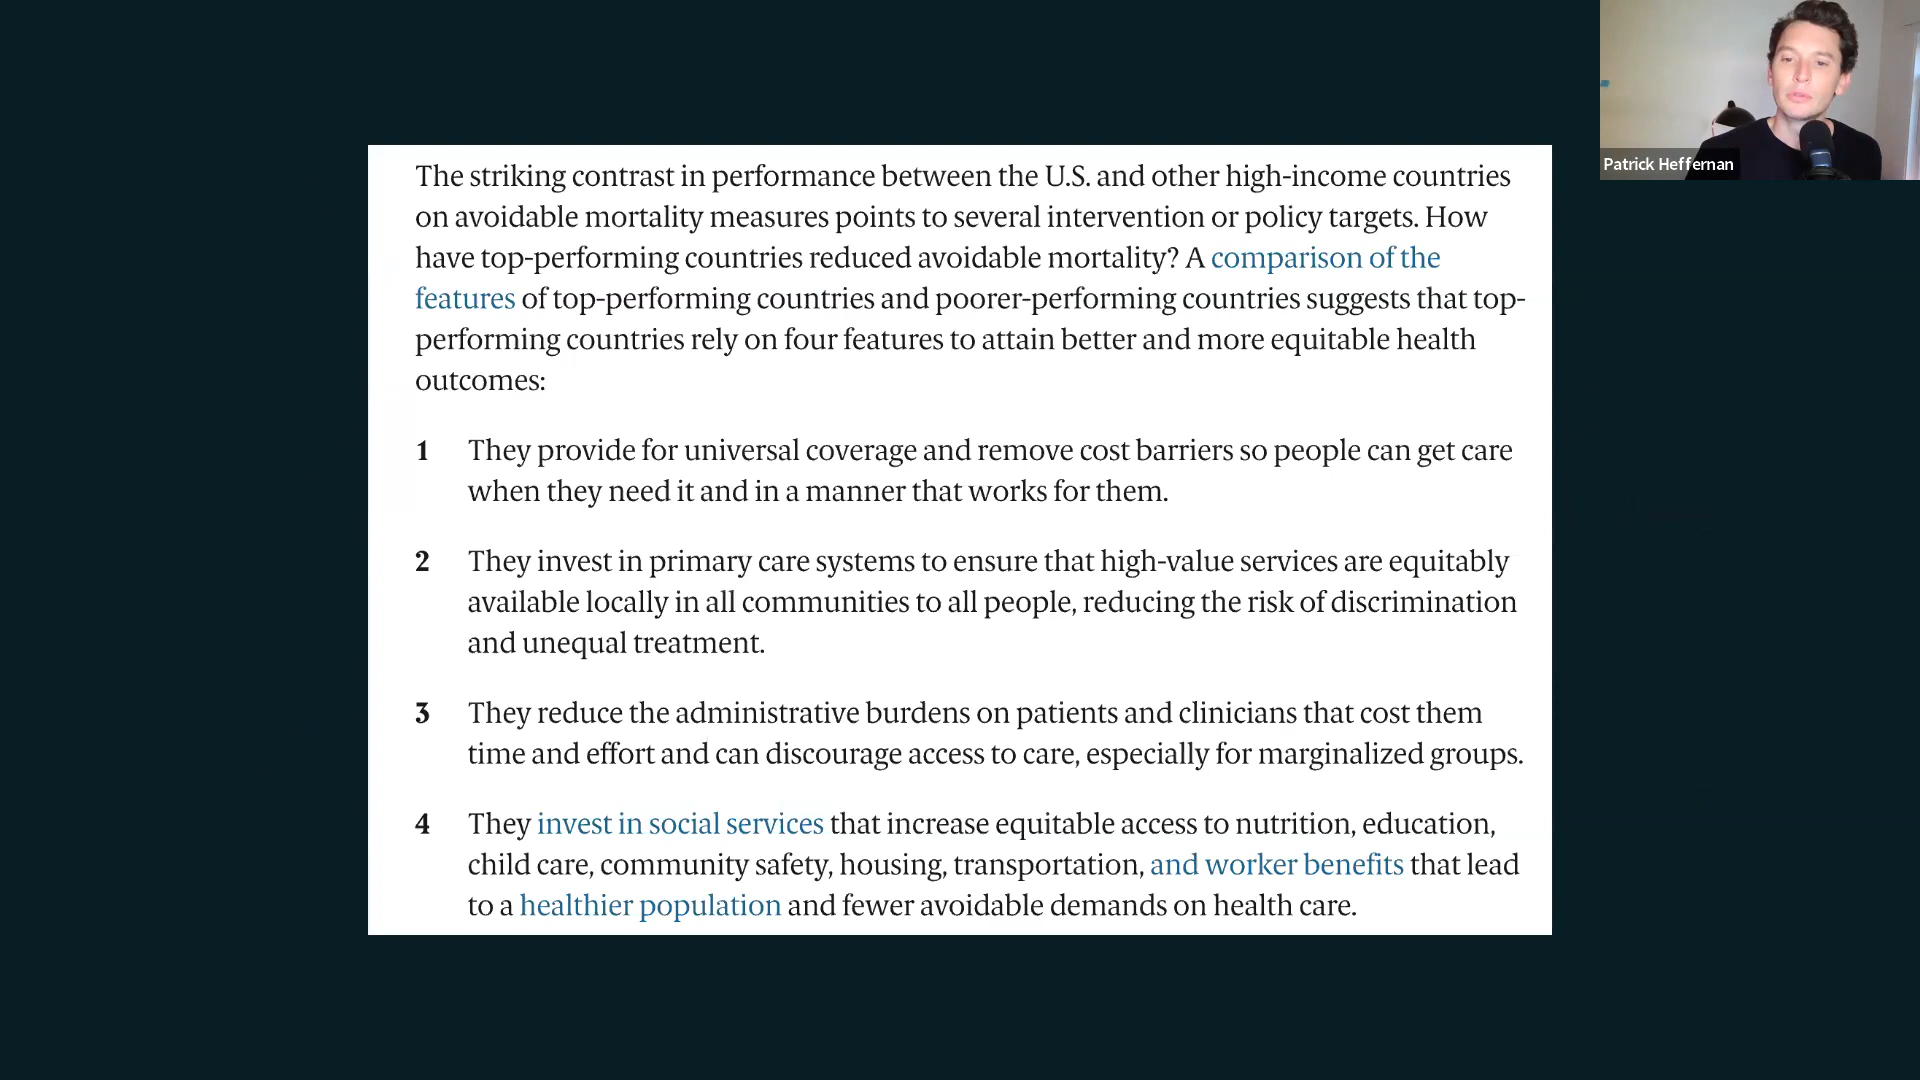 The striking contrast in performance between the U.S. and other high-income countries
on avoidable mortality measures points to several intervention or policy targets. How
have top-performing countries reduced avoidable mortality? A comparison of the
features of top-performing countries and poorer-performing countries suggests that top-
performing countries rely on four features to attain better and more equitable health
outcomes:
1 They provide for universal coverage and remove cost barriers so people can get care
when they need it and in a manner that works for them.
2 They invest in primary care systems to ensure that high-value services are equitably
available locally in all communities to all people, reducing the risk of discrimination
and unequal treatment.
3 They reduce the administrative burdens on patients and clinicians that cost them
time and effort and can discourage access to care, especially for marginalized groups.
4 They invest in social services that increase equitable access to nutrition, education,
child care, community safety, housing, transportation, and worker benefits that lead
to a healthier population and fewer avoidable demands on health care.
Patrick Heffernan